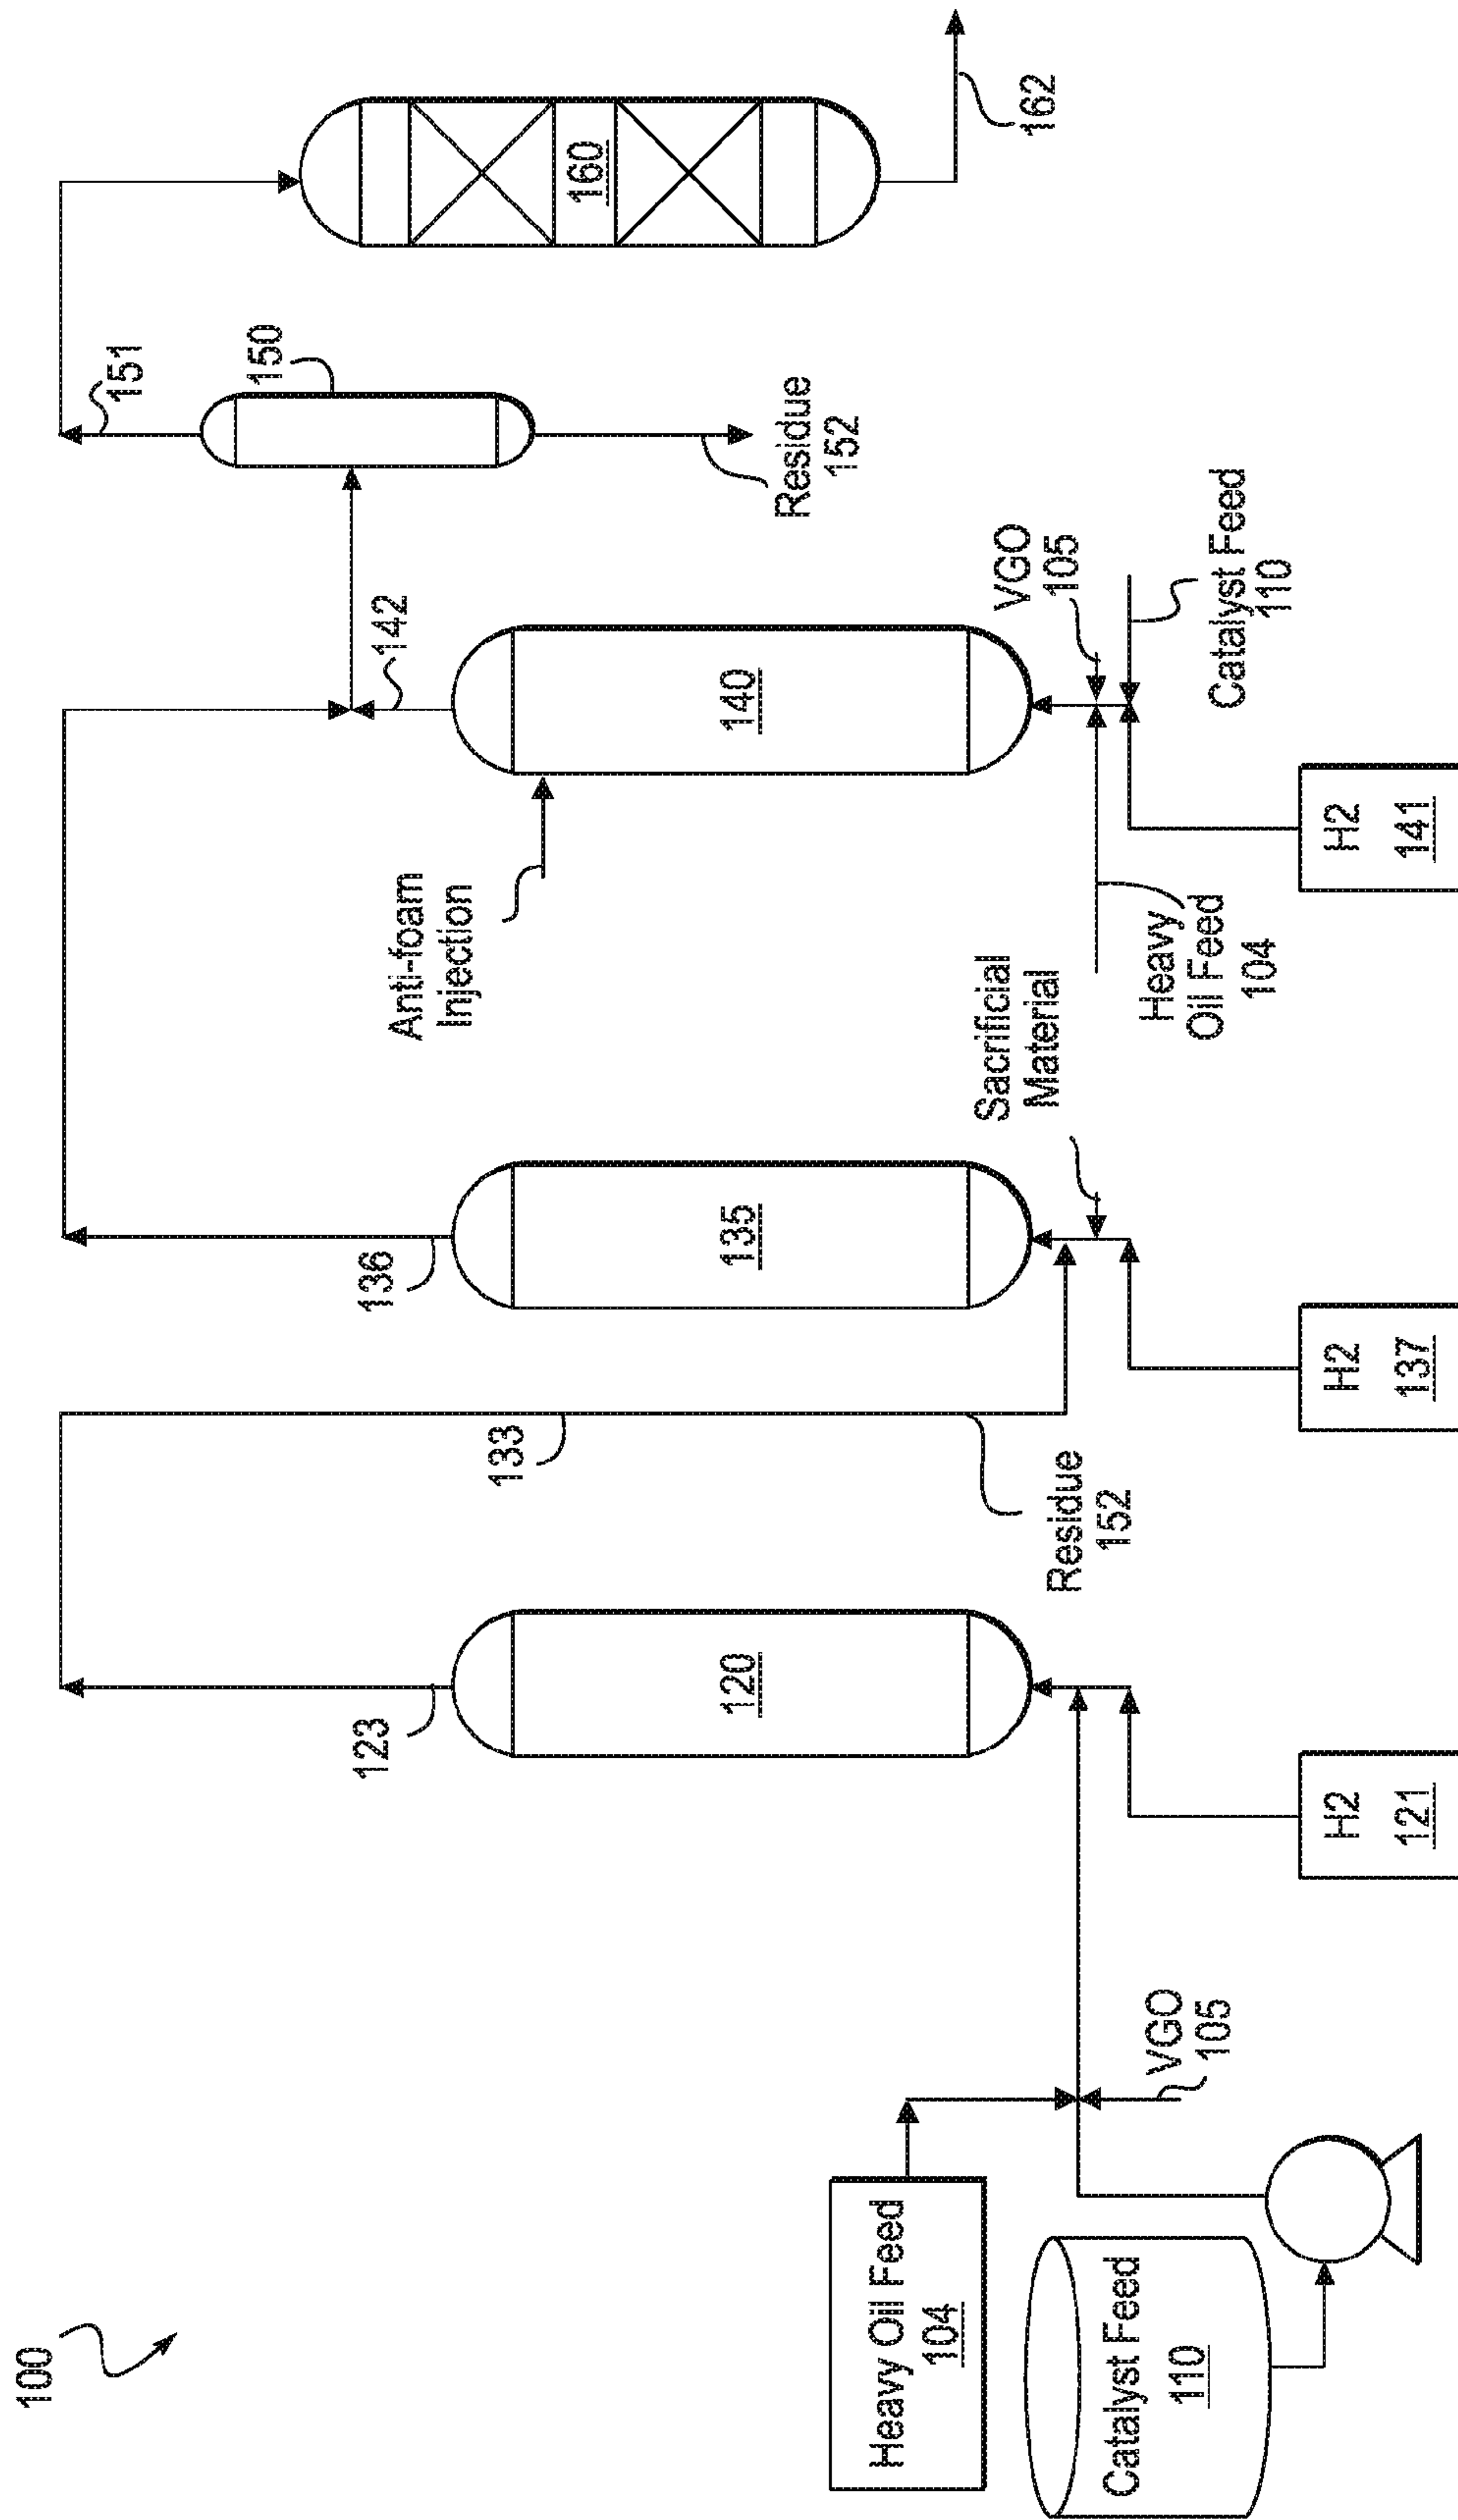 100
Heavy Oil Feed
104
Catalyst Feed
110
VGO
105
123
120
H2
121
133
Residue
152
136
135
Sacrificial
Material
H2
137
Anti-foam
Injection
142
140
Heavy
Oil Feed
104
VGO
105
Catalyst Feed
110
H2
141
151
150
Residue
152
160
162